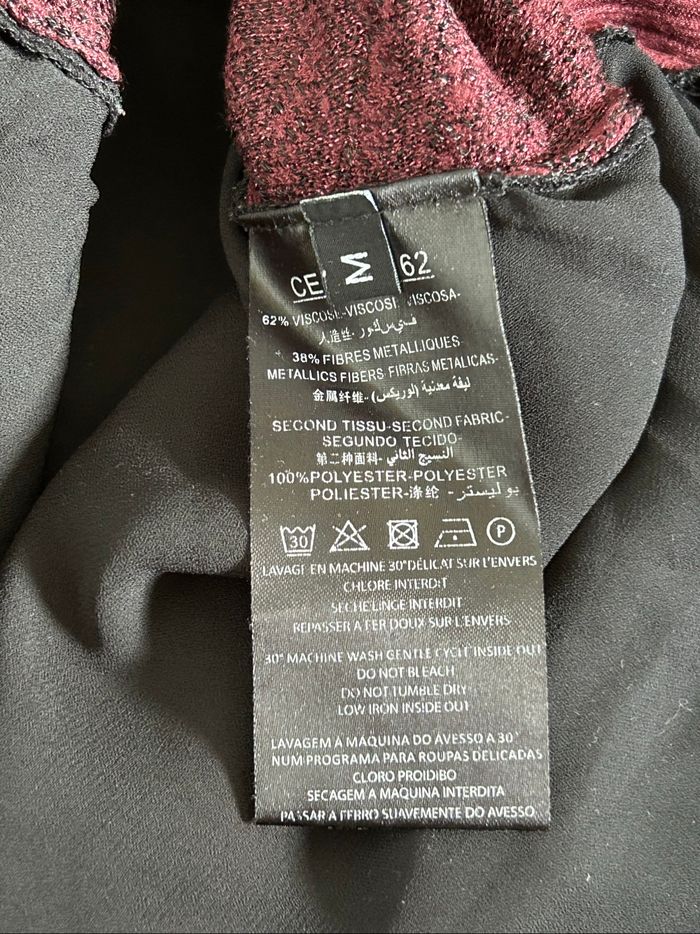 M
CE 62
62% VISCOSE-VISCOSE VISCOSA-
人造丝-فيسكوز
38% FIBRES METALLIQUES
METALLICS FIBERS-FIBRAS METALICAS-
金属纤维-ليفة معدنية (لوريكس)
SECOND TISSU-SECOND FABRIC-
SEGUNDO TECIDO-
第二种面料-النسيج الثاني
100%POLYESTER-POLYESTER
POLIESTER-涤纶-بوليستر
30 P
LAVAGE EN MACHINE 30°DÉLICAT SUR L'ENVERS
CHLORE INTERDIT
SECHE LINGE INTERDIT
REPASSER A FER DOUX SUR L'ENVERS
30° MACHINE WASH GENTLE CYCLE INSIDE OUT
DO NOT BLEACH
DO NOT TUMBLE DRY
LOW IRON INSIDE OUT
LAVAGEM A MAQUINA DO AVESSO A 30°
NUM PROGRAMA PARA ROUPAS DELICADAS
CLORO PROIDIBO
SECAGEM A MAQUINA INTERDITA
PASSAR A FERRO SUAVEMENTE DO AVESSO